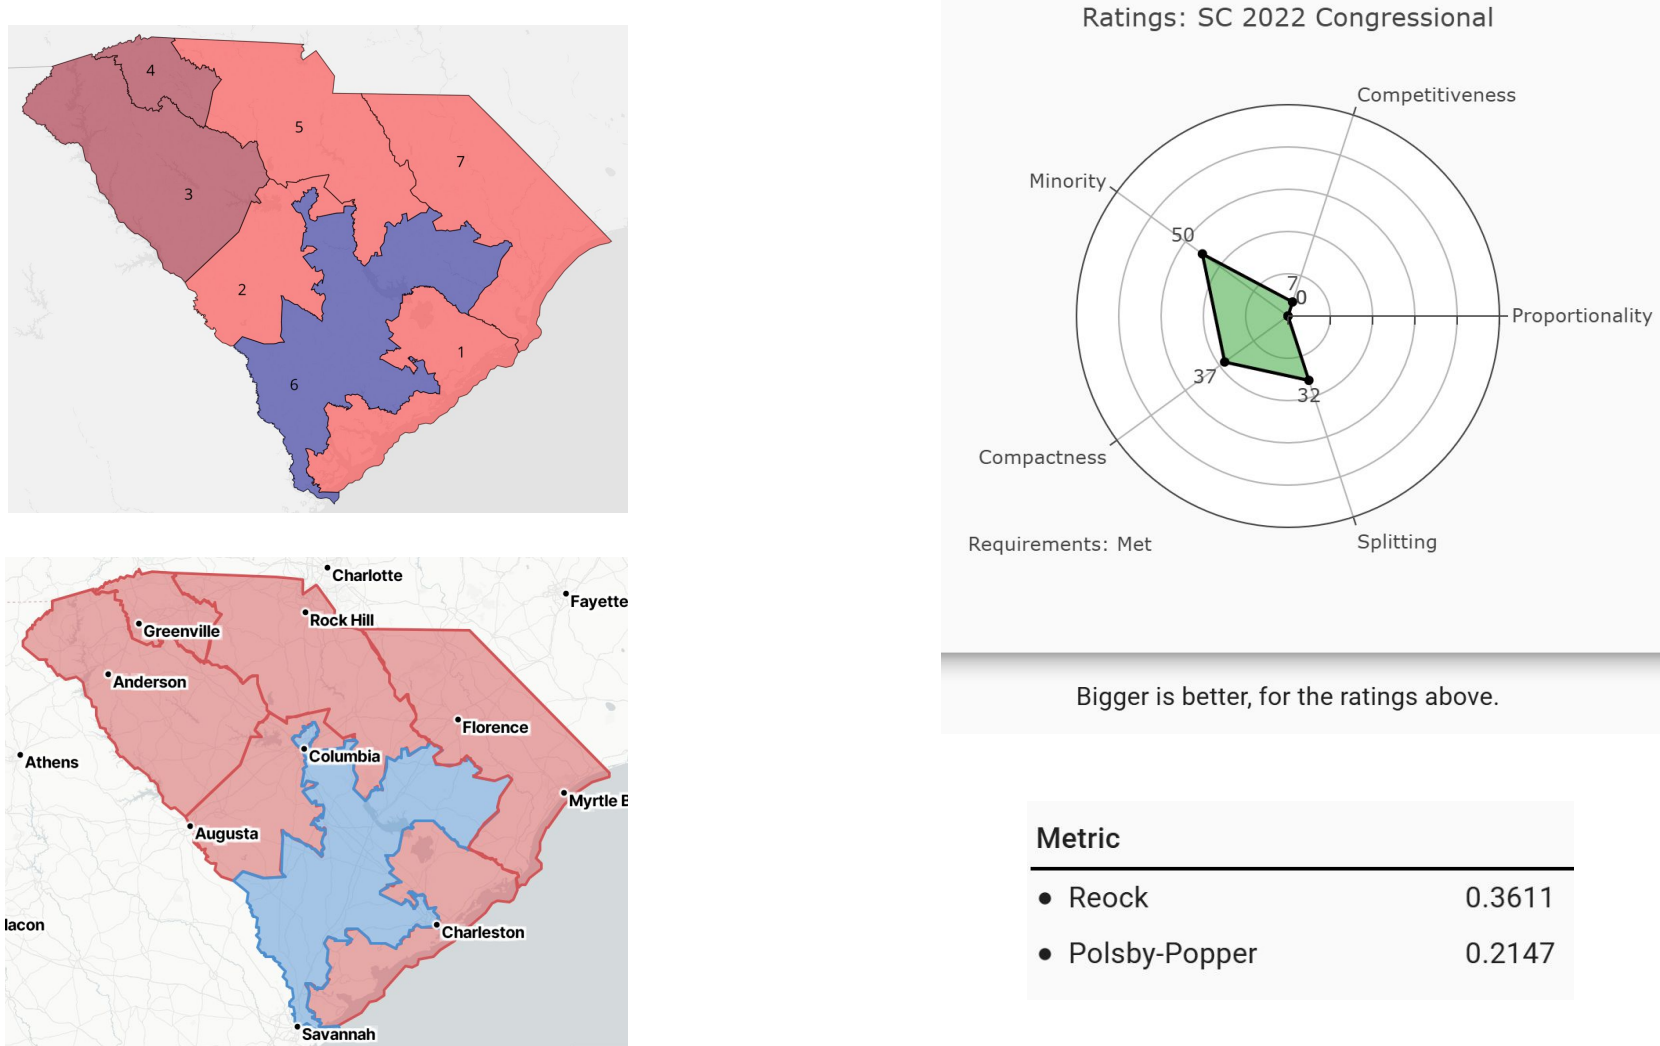 4
5
7
3
2
1
6
Charlotte
Fayette
Rock Hill
Greenville
Anderson
Florence
Columbia
Athens
Myrtle B
Augusta
lacon
Charleston
Savannah
Ratings: SC 2022 Congressional
Competitiveness
Minority
50
7
0
Proportionality
37
32
Compactness
Splitting
Requirements: Met
Bigger is better, for the ratings above.
Metric
• Reock 0.3611
• Polsby-Popper 0.2147